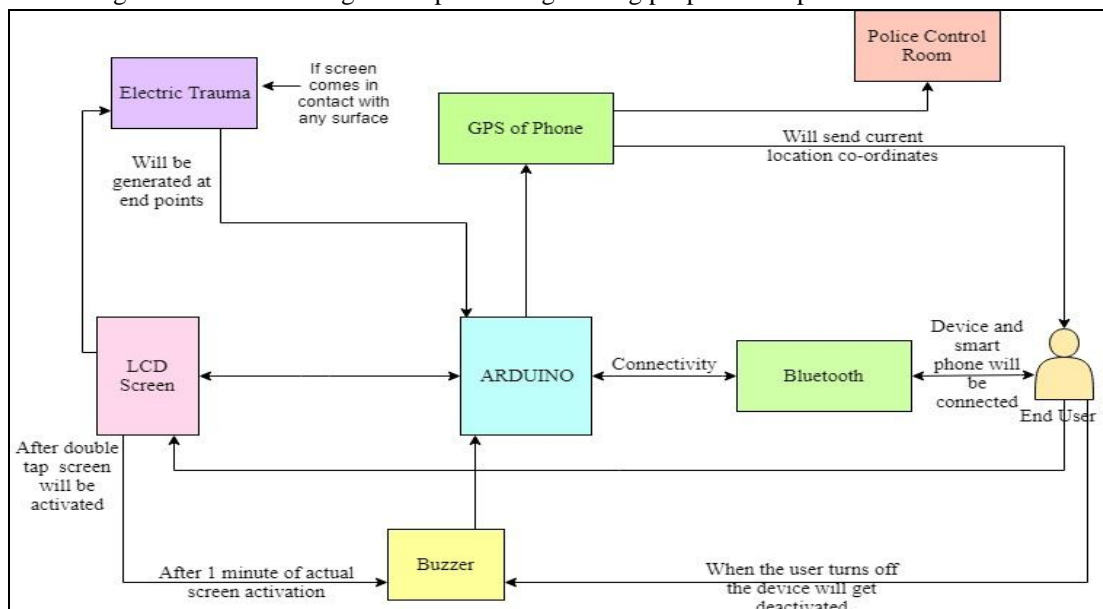 Police Control
Room
Electric Trauma
If screen
comes in
contact with
any surface
GPS of Phone
Will send current
location co-ordinates
Will be
generated at
end points
LCD
Screen
ARDUINO
Connectivity
Bluetooth
Device and
smart
phone will
be
connected
End User
After double
tap screen
will be
activated
Buzzer
After 1 minute of actual
screen activation
When the user turns off
the device will get
deactivated